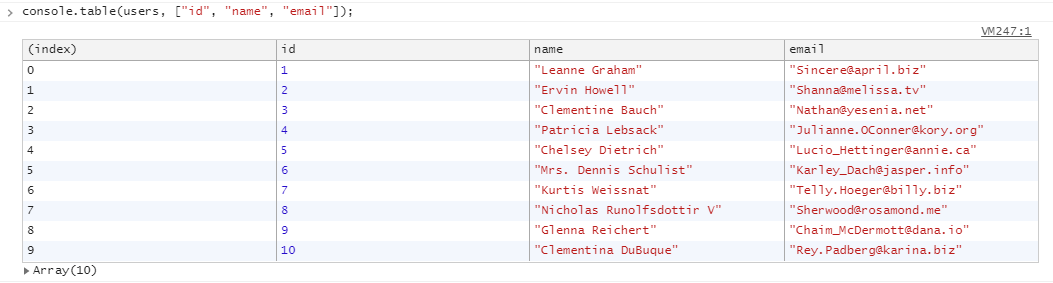 console.table(users, ["id", "name", "email"]);
VM247:1
(index) id name email
0 1 "Leanne Graham" "Sincere@april.biz"
1 2 "Ervin Howell" "Shanna@melissa.tv"
2 3 "Clementine Bauch" "Nathan@yesenia.net"
3 4 "Patricia Lebsack" "Julianne.OConner@kory.org"
4 5 "Chelsey Dietrich" "Lucio_Hettinger@annie.ca"
5 6 "Mrs. Dennis Schulist" "Karley_Dach@jasper.info"
6 7 "Kurtis Weissnat" "Telly.Hoeger@billy.biz"
7 8 "Nicholas Runolfsdottir V" "Sherwood@rosamond.me"
8 9 "Glenna Reichert" "Chaim_McDermott@dana.io"
9 10 "Clementina DuBuque" "Rey.Padberg@karina.biz"
Array(10)